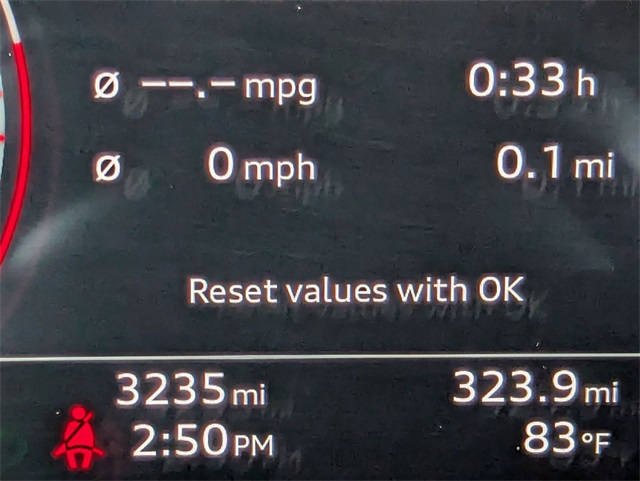 Ø --.- mpg 0:33 h
Ø 0 mph 0.1 mi
Reset values with OK
3235 mi 323.9 mi
2:50 PM 83 °F